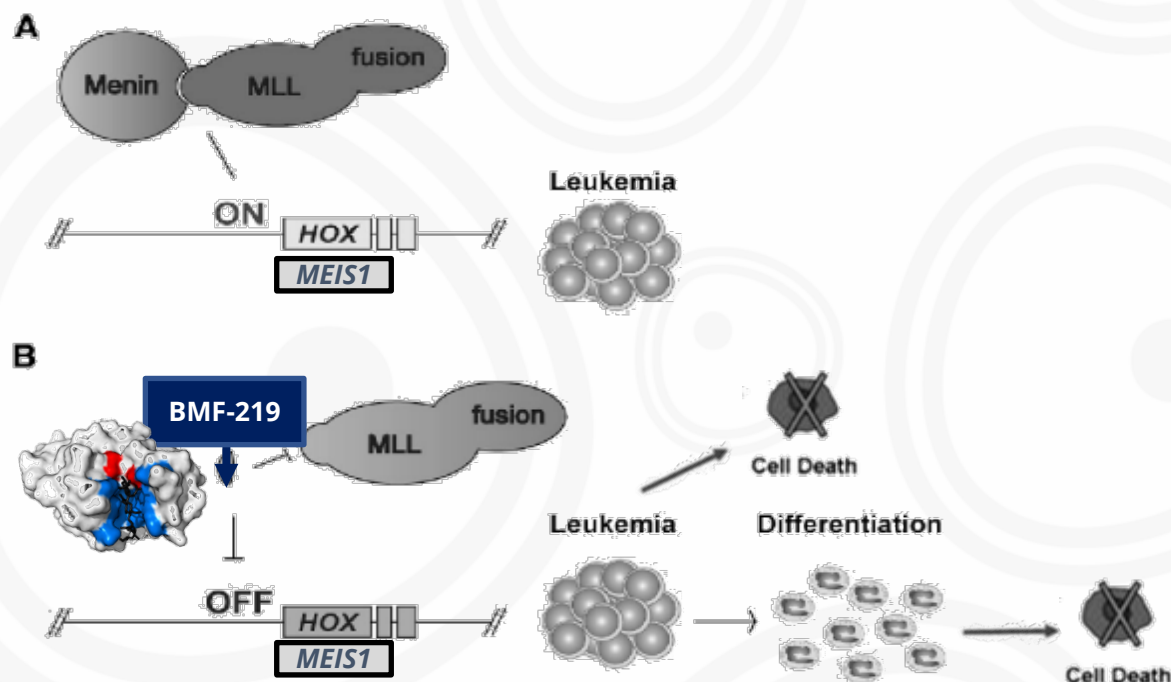 A
Menin
MLL
fusion
ON
HOX
MEIS1
Leukemia
B
BMF-219
MLL
fusion
Cell Death
Leukemia
Differentiation
OFF
HOX
MEIS1
Cell Death